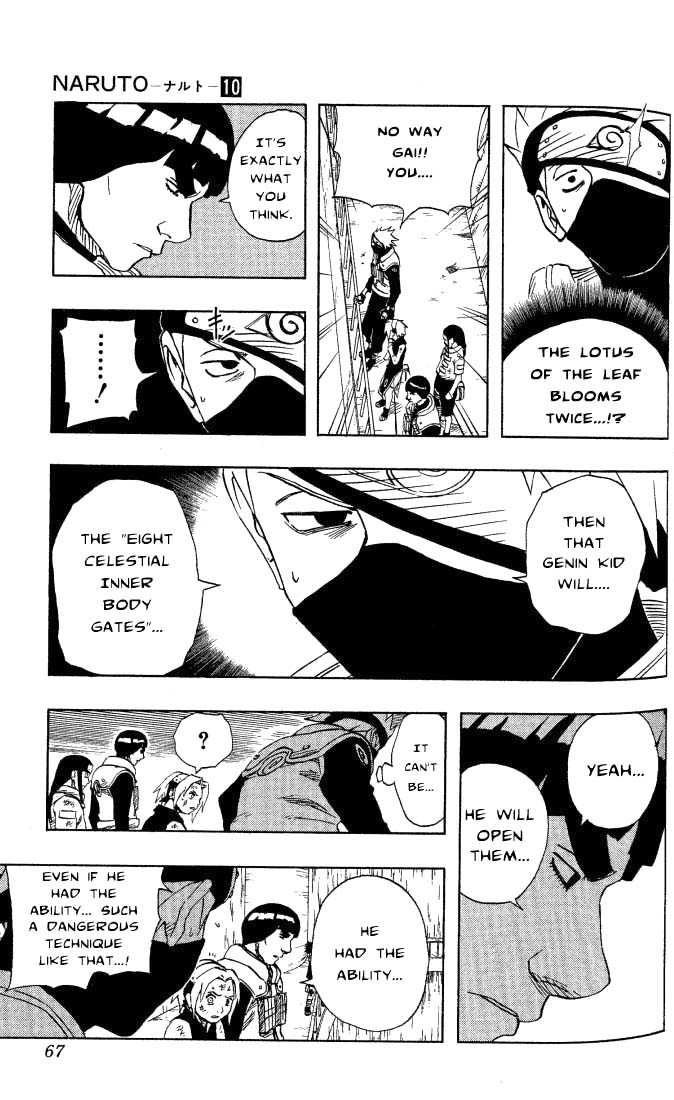 NARUTO —ナルト— 10
THE LOTUS
OF THE LEAF
BLOOMS
TWICE...!?
NO WAY
GAI!!
YOU....
IT'S
EXACTLY
WHAT
YOU
THINK.
......!
THEN
THAT
GENIN KID
WILL....
THE "EIGHT
CELESTIAL
INNER
BODY
GATES"...
YEAH...
HE WILL
OPEN
THEM...
IT
CAN'T
BE...
?
HE
HAD THE
ABILITY...
EVEN IF HE
HAD THE
ABILITY... SUCH
A DANGEROUS
TECHNIQUE
LIKE THAT...!
67